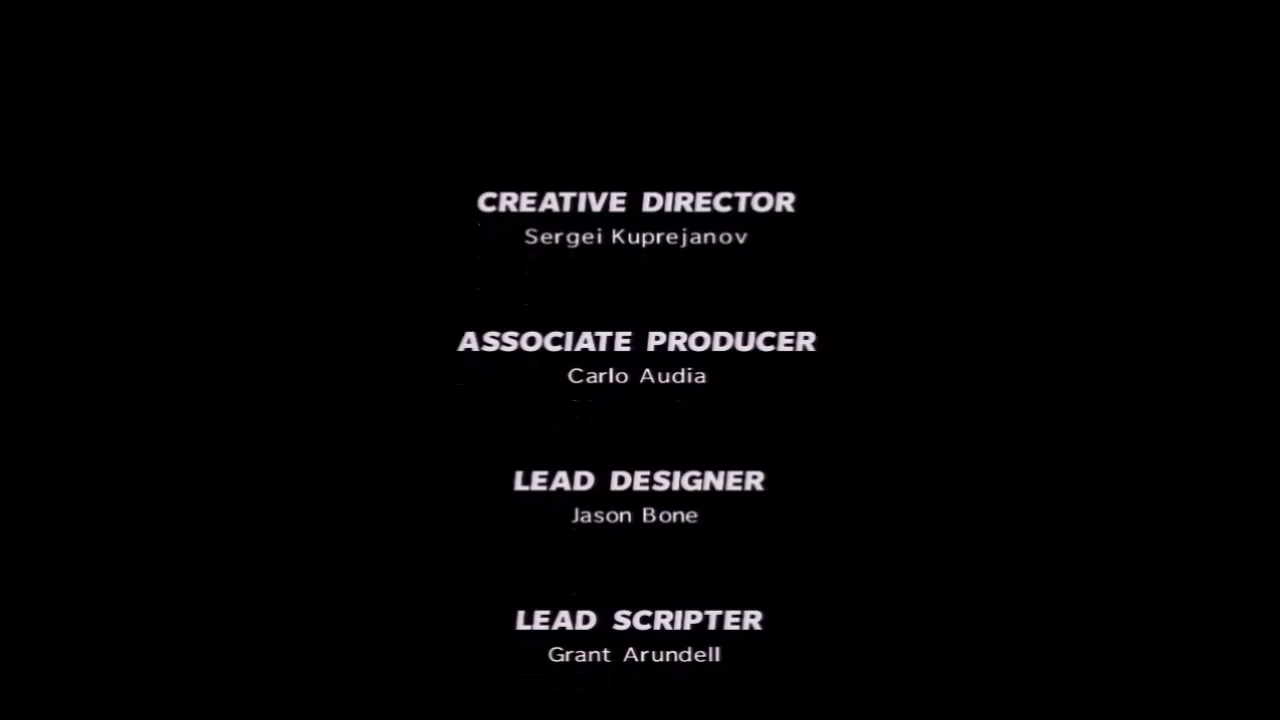 CREATIVE DIRECTOR
Sergei Kuprejanov
ASSOCIATE PRODUCER
Carlo Audia
LEAD DESIGNER
Jason Bone
LEAD SCRIPTER
Grant Arundell